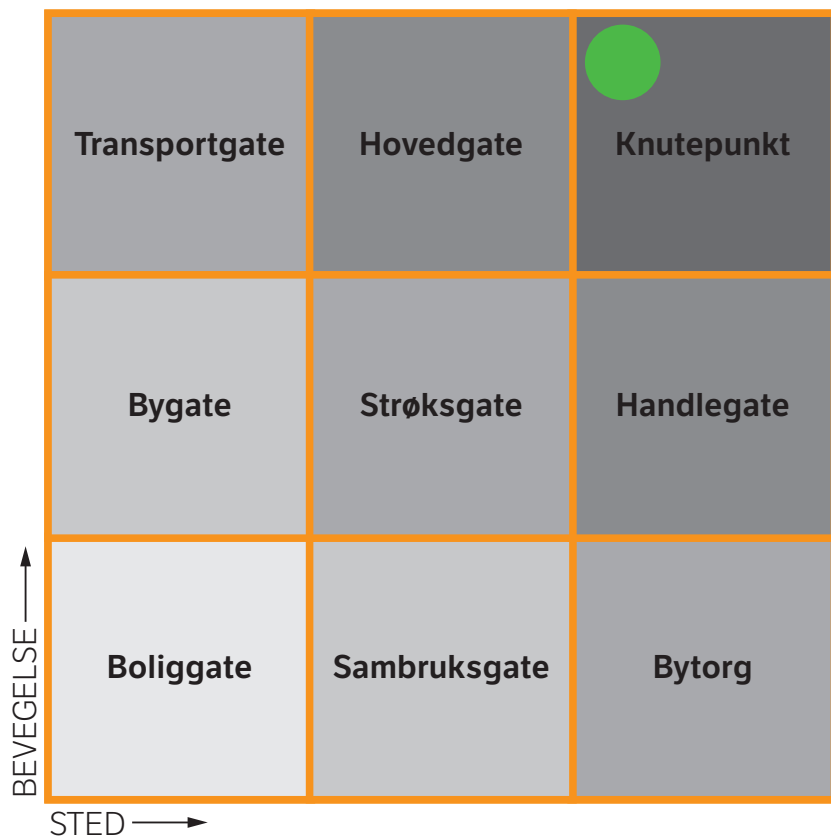 Transportgate
Hovedgate
Knutepunkt
Bygate
Strøksgate
Handlegate
Boliggate
Sambruksgate
Bytorg
BEVEGELSE
STED